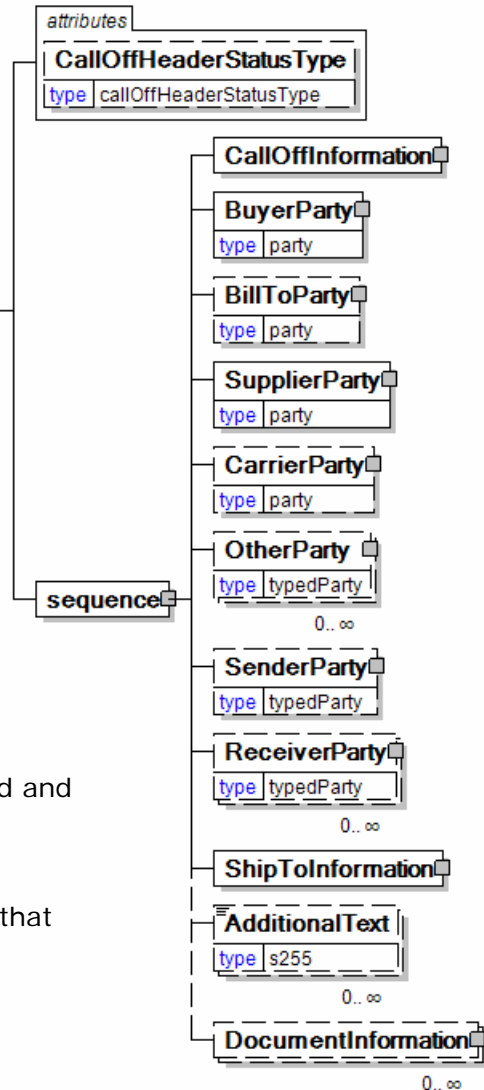 attributes
CallOffHeaderStatusType
type callOffHeaderStatusType
CallOffInformation
BuyerParty
type party
BillToParty
type party
SupplierParty
type party
CarrierParty
type party
OtherParty
type typedParty
0.. ∞
sequence
SenderParty
type typedParty
d and
ReceiverParty
type typedParty
0.. ∞
ShipToInformation
that
AdditionalText
type s255
0.. ∞
DocumentInformation
0.. ∞